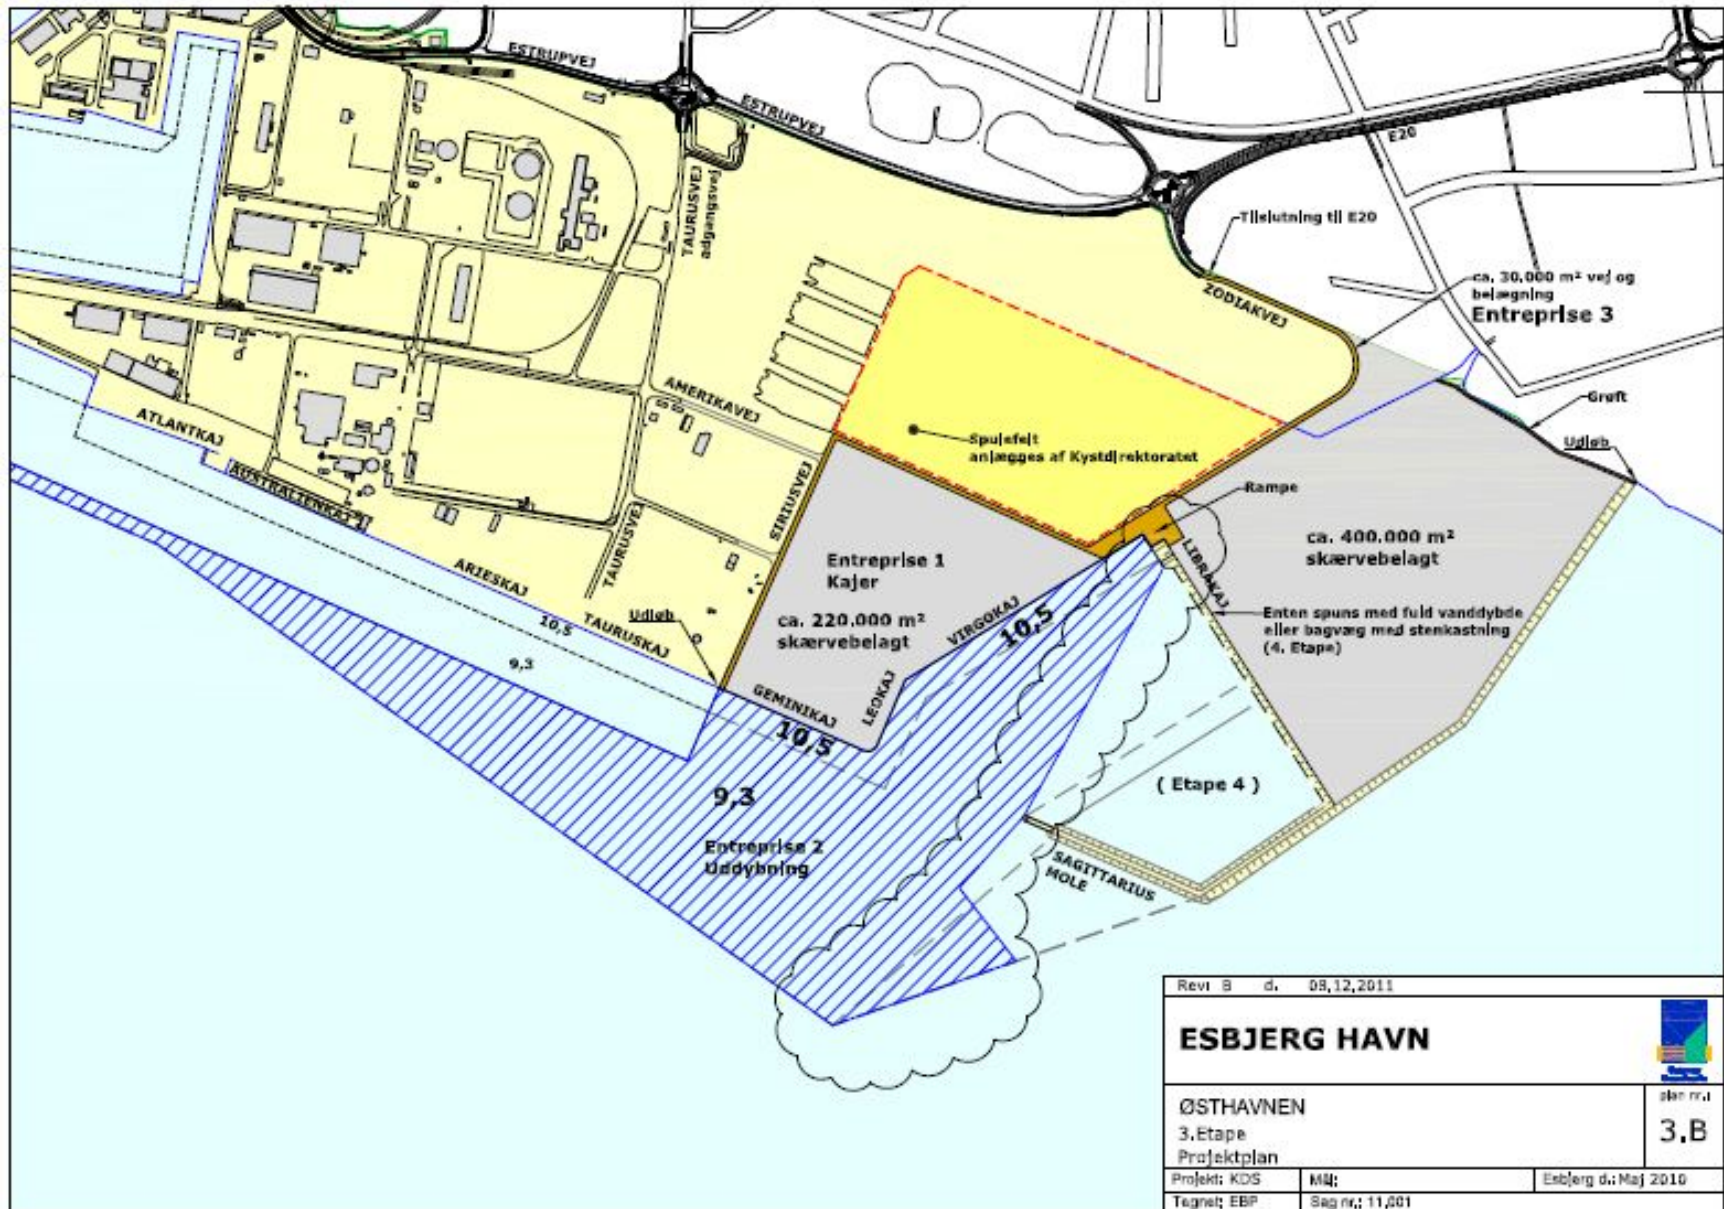 ESTRUPVEJ
ESTRUPVEJ
E20
TAURUSVEJ
adgangsvej
Tilslutning til E20
ZODIAKVEJ
ca. 30.000 m² vej og
belægning
Entreprise 3
Grøft
Udløb
AMERIKAVEJ
Spulefelt
anlægges af Kystdirektoratet
Rampe
ATLANTKAJ
AUSTRALIENKAJ
SIRIUSVEJ
TAURUSVEJ
ARIESKAJ
TAURUSKAJ
10,5
9,3
Udløb
Entreprise 1
Kajer
ca. 220.000 m²
skærvebelagt
VIRGOKAJ
10,5
LEOKAJ
GEMINIKAJ
10,5
LIBRAKAJ
ca. 400.000 m²
skærvebelagt
Enten spuns med fuld vanddybde
eller bagvæg med stenkastning
(4. Etape)
( Etape 4 )
9,3
Entreprise 2
Uddybning
SAGITTARIUS
MOLE
Rev: B d. 09.12.2011
ESBJERG HAVN
ØSTHAVNEN
3.Etape
Projektplan
plan nr.:
3.B
Projekt: KDS
Mål:
Esbjerg d.: Maj 2010
Tegnet: EBP
Sag nr.: 11.001